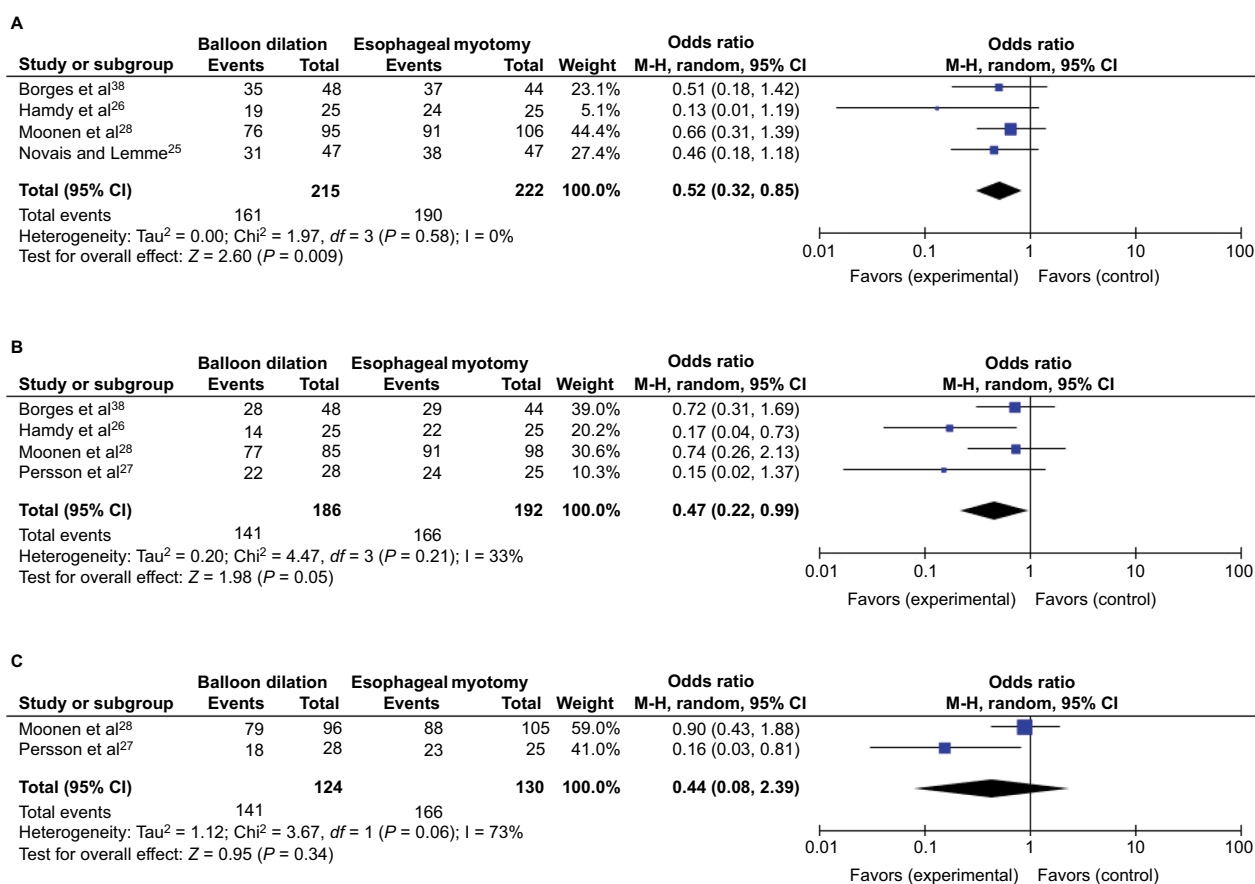 A
Balloon dilation Esophageal myotomy Odds ratio Odds ratio
Study or subgroup Events Total Events Total Weight M-H, random, 95% CI M-H, random, 95% CI
Borges et al38 35 48 37 44 23.1% 0.51 (0.18, 1.42)
Hamdy et al26 19 25 24 25 5.1% 0.13 (0.01, 1.19)
Moonen et al28 76 95 91 106 44.4% 0.66 (0.31, 1.39)
Novais and Lemme25 31 47 38 47 27.4% 0.46 (0.18, 1.18)
Total (95% CI) 215 222 100.0% 0.52 (0.32, 0.85)
Total events 161 190
Heterogeneity: Tau2 = 0.00; Chi2 = 1.97, df = 3 (P = 0.58); I = 0%
Test for overall effect: Z = 2.60 (P = 0.009)
0.01 0.1 1 10 100
Favors (experimental) Favors (control)
B
Balloon dilation Esophageal myotomy Odds ratio Odds ratio
Study or subgroup Events Total Events Total Weight M-H, random, 95% CI M-H, random, 95% CI
Borges et al38 28 48 29 44 39.0% 0.72 (0.31, 1.69)
Hamdy et al26 14 25 22 25 20.2% 0.17 (0.04, 0.73)
Moonen et al28 77 85 91 98 30.6% 0.74 (0.26, 2.13)
Persson et al27 22 28 24 25 10.3% 0.15 (0.02, 1.37)
Total (95% CI) 186 192 100.0% 0.47 (0.22, 0.99)
Total events 141 166
Heterogeneity: Tau2 = 0.20; Chi2 = 4.47, df = 3 (P = 0.21); I = 33%
Test for overall effect: Z = 1.98 (P = 0.05)
0.01 0.1 1 10 100
Favors (experimental) Favors (control)
C
Balloon dilation Esophageal myotomy Odds ratio Odds ratio
Study or subgroup Events Total Events Total Weight M-H, random, 95% CI M-H, random, 95% CI
Moonen et al28 79 96 88 105 59.0% 0.90 (0.43, 1.88)
Persson et al27 18 28 23 25 41.0% 0.16 (0.03, 0.81)
Total (95% CI) 124 130 100.0% 0.44 (0.08, 2.39)
Total events 141 166
Heterogeneity: Tau2 = 1.12; Chi2 = 3.67, df = 1 (P = 0.06); I = 73%
Test for overall effect: Z = 0.95 (P = 0.34)
0.01 0.1 1 10 100
Favors (experimental) Favors (control)